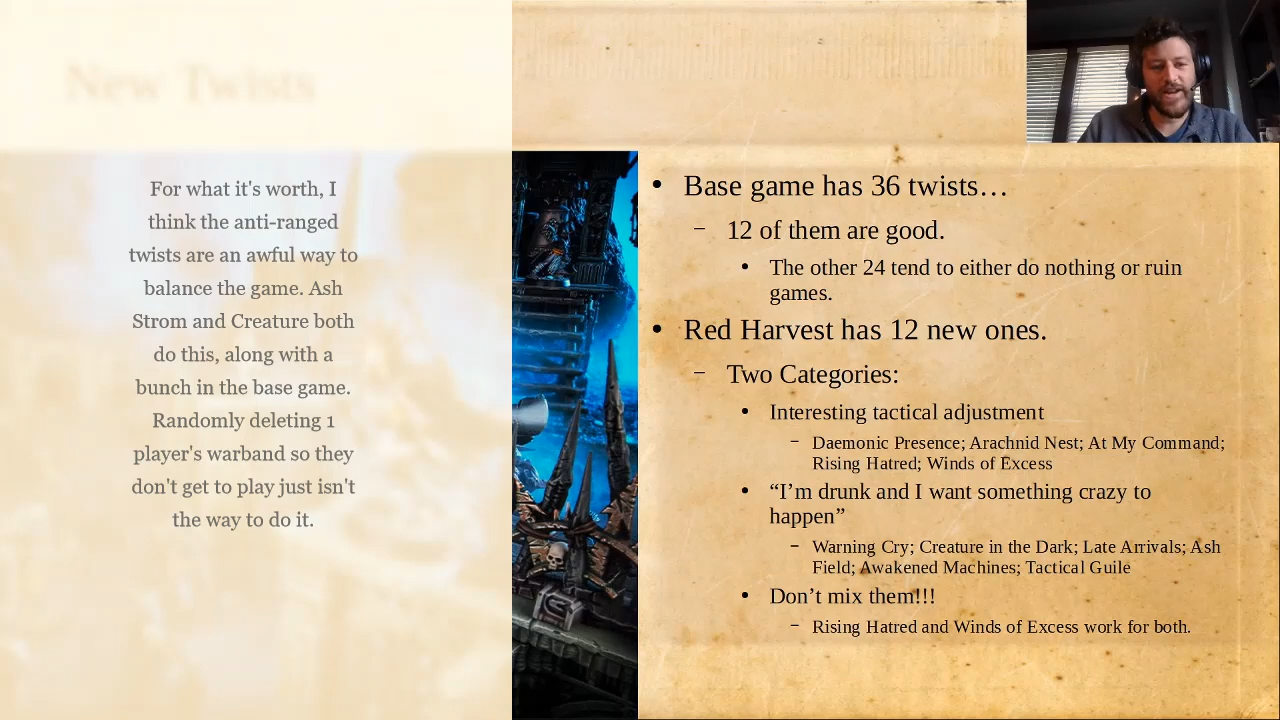 New Twists
For what it's worth, I
think the anti-ranged
twists are an awful way to
balance the game. Ash
Strom and Creature both
do this, along with a
bunch in the base game.
Randomly deleting 1
player's warband so they
don't get to play just isn't
the way to do it.
• Base game has 36 twists…
– 12 of them are good.
• The other 24 tend to either do nothing or ruin
games.
• Red Harvest has 12 new ones.
– Two Categories:
• Interesting tactical adjustment
– Daemonic Presence; Arachnid Nest; At My Command;
Rising Hatred; Winds of Excess
• “I’m drunk and I want something crazy to
happen”
– Warning Cry; Creature in the Dark; Late Arrivals; Ash
Field; Awakened Machines; Tactical Guile
• Don’t mix them!!!
– Rising Hatred and Winds of Excess work for both.